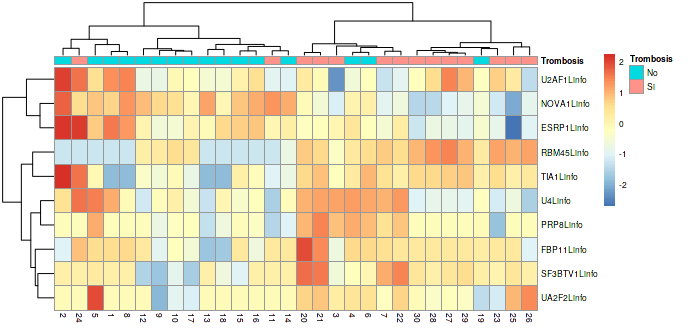 Trombosis
Trombosis
No
Si
U2AF1Linfo
NOVA1Linfo
ESRP1Linfo
RBM45Linfo
TIA1Linfo
U4Linfo
PRP8Linfo
FBP11Linfo
SF3BTV1Linfo
UA2F2Linfo
2
1
0
-1
-2
2 24 5 1 8 12 9 10 17 13 18 15 16 11 14 20 21 3 4 6 7 22 30 28 27 29 19 23 25 26